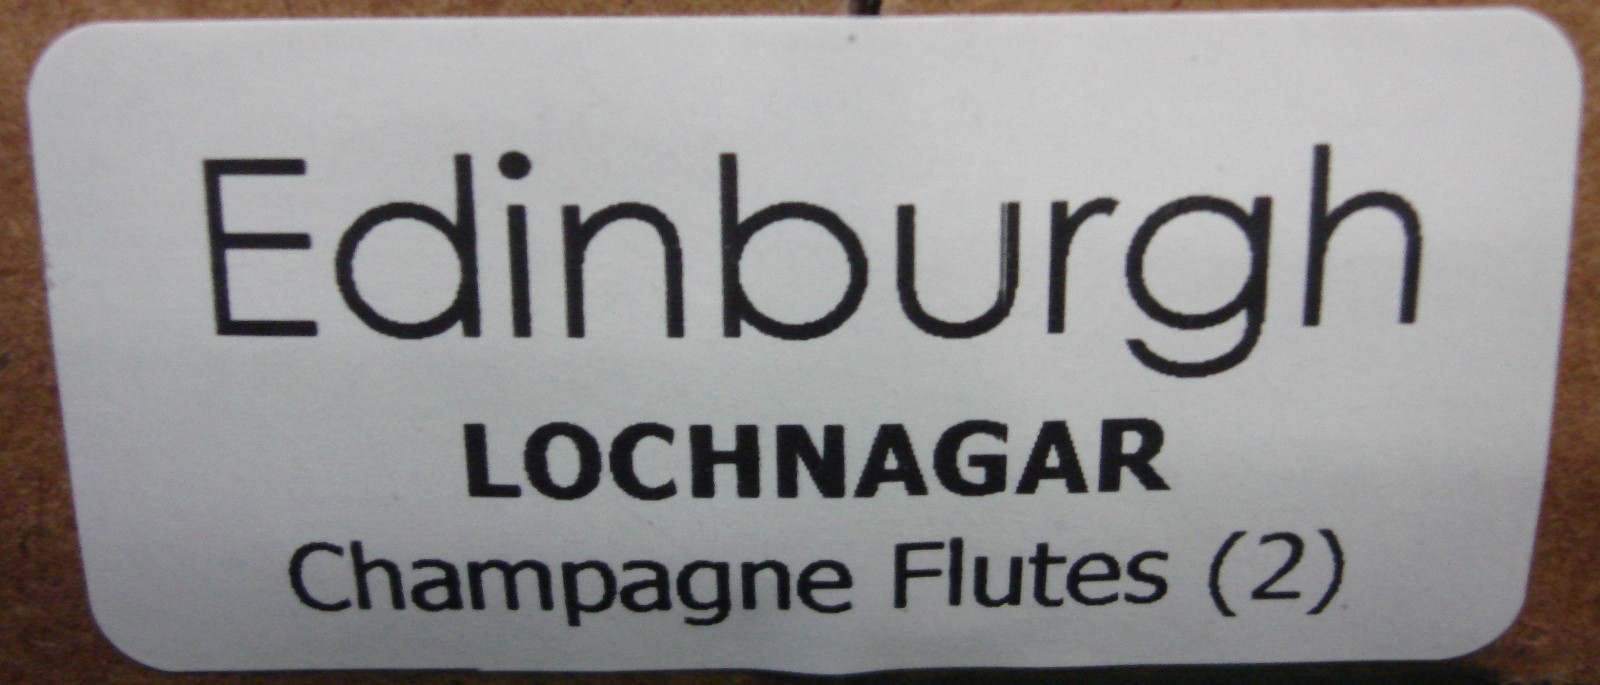 Edinburgh
LOCHNAGAR
Champagne Flutes (2)